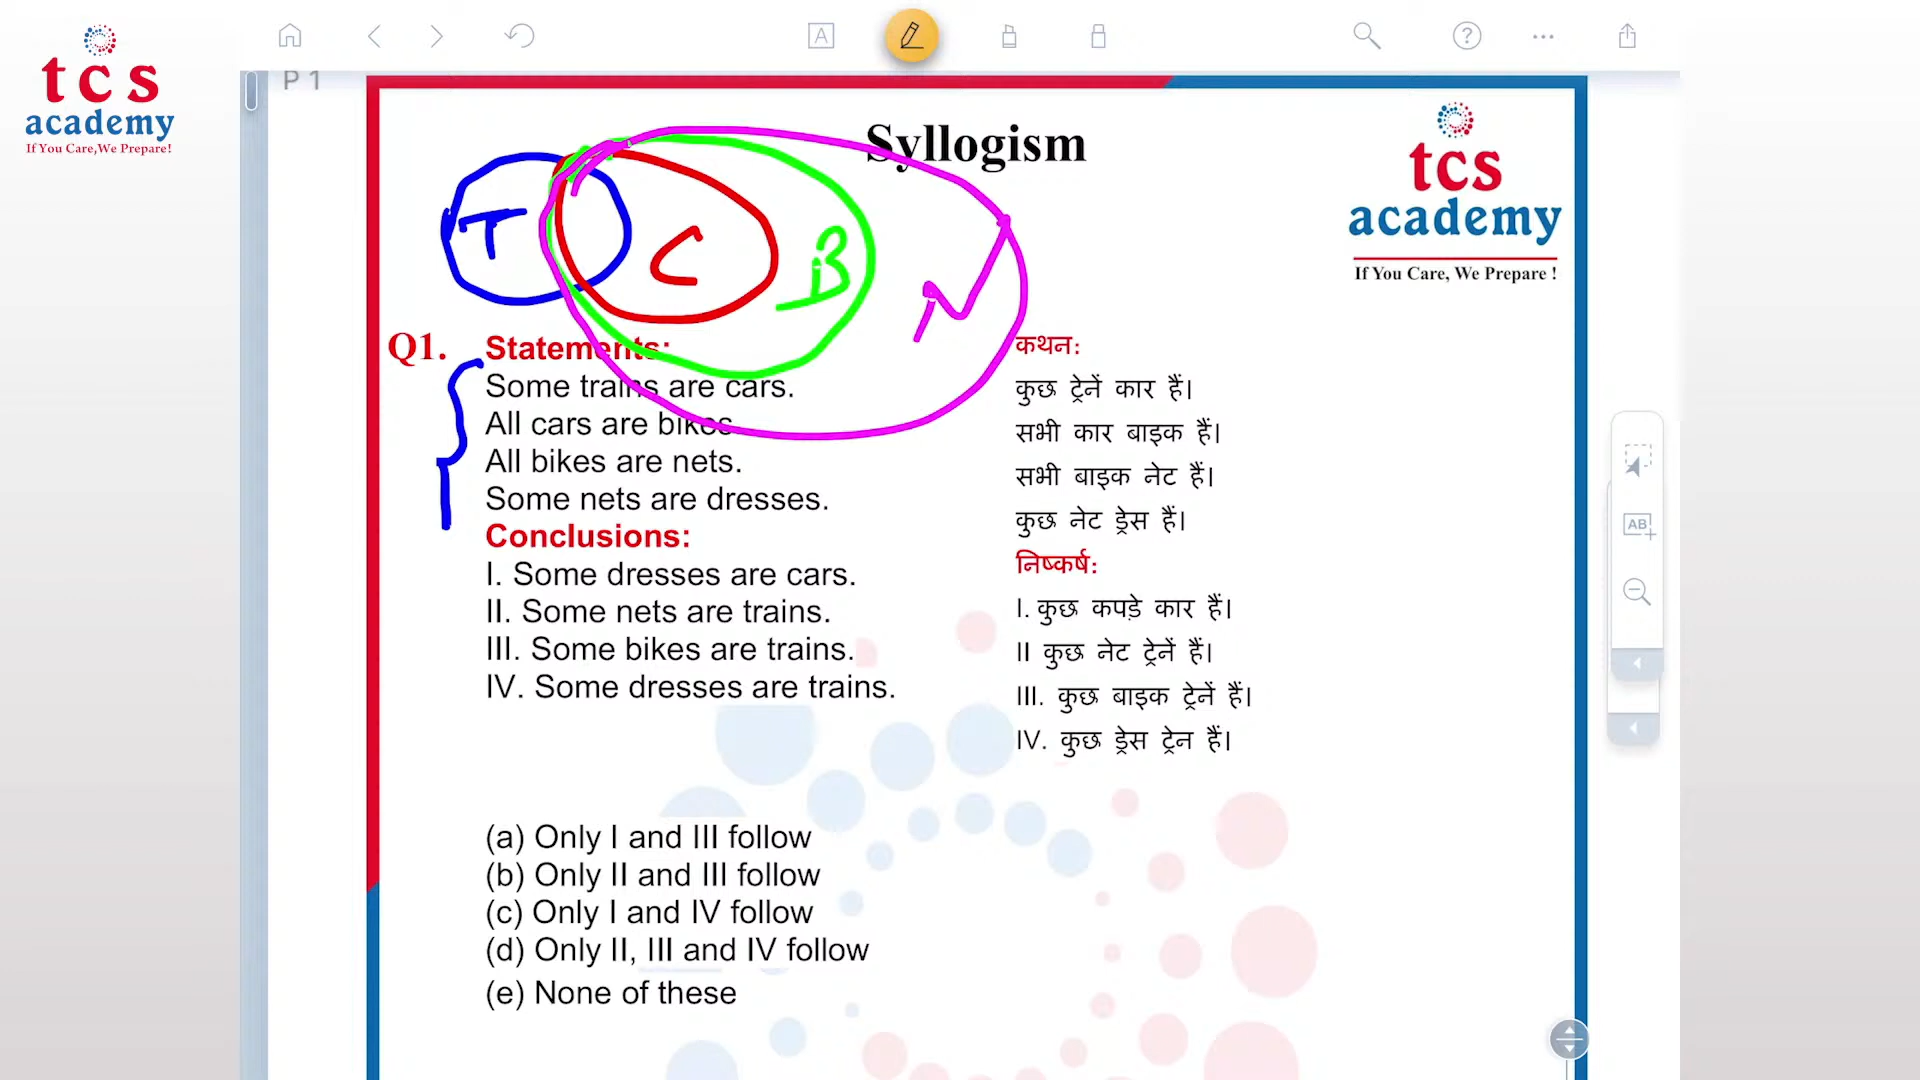 tcs
academy
If You Care,We Prepare!
A
?
P 1
Syllogism
tcs
academy
If You Care, We Prepare !
T
C
B
N
Q1. Statements:
Some trains are cars.
All cars are bikes.
All bikes are nets.
Some nets are dresses.
Conclusions:
I. Some dresses are cars.
II. Some nets are trains.
III. Some bikes are trains.
IV. Some dresses are trains.
कथन:
कुछ ट्रेनें कार हैं।
सभी कार बाइक हैं।
सभी बाइक नेट हैं।
कुछ नेट ड्रेस हैं।
निष्कर्ष:
I. कुछ कपड़े कार हैं।
II कुछ नेट ट्रेनें हैं।
III. कुछ बाइक ट्रेनें हैं।
IV. कुछ ड्रेस ट्रेन हैं।
(a) Only I and III follow
(b) Only II and III follow
(c) Only I and IV follow
(d) Only II, III and IV follow
(e) None of these
AB